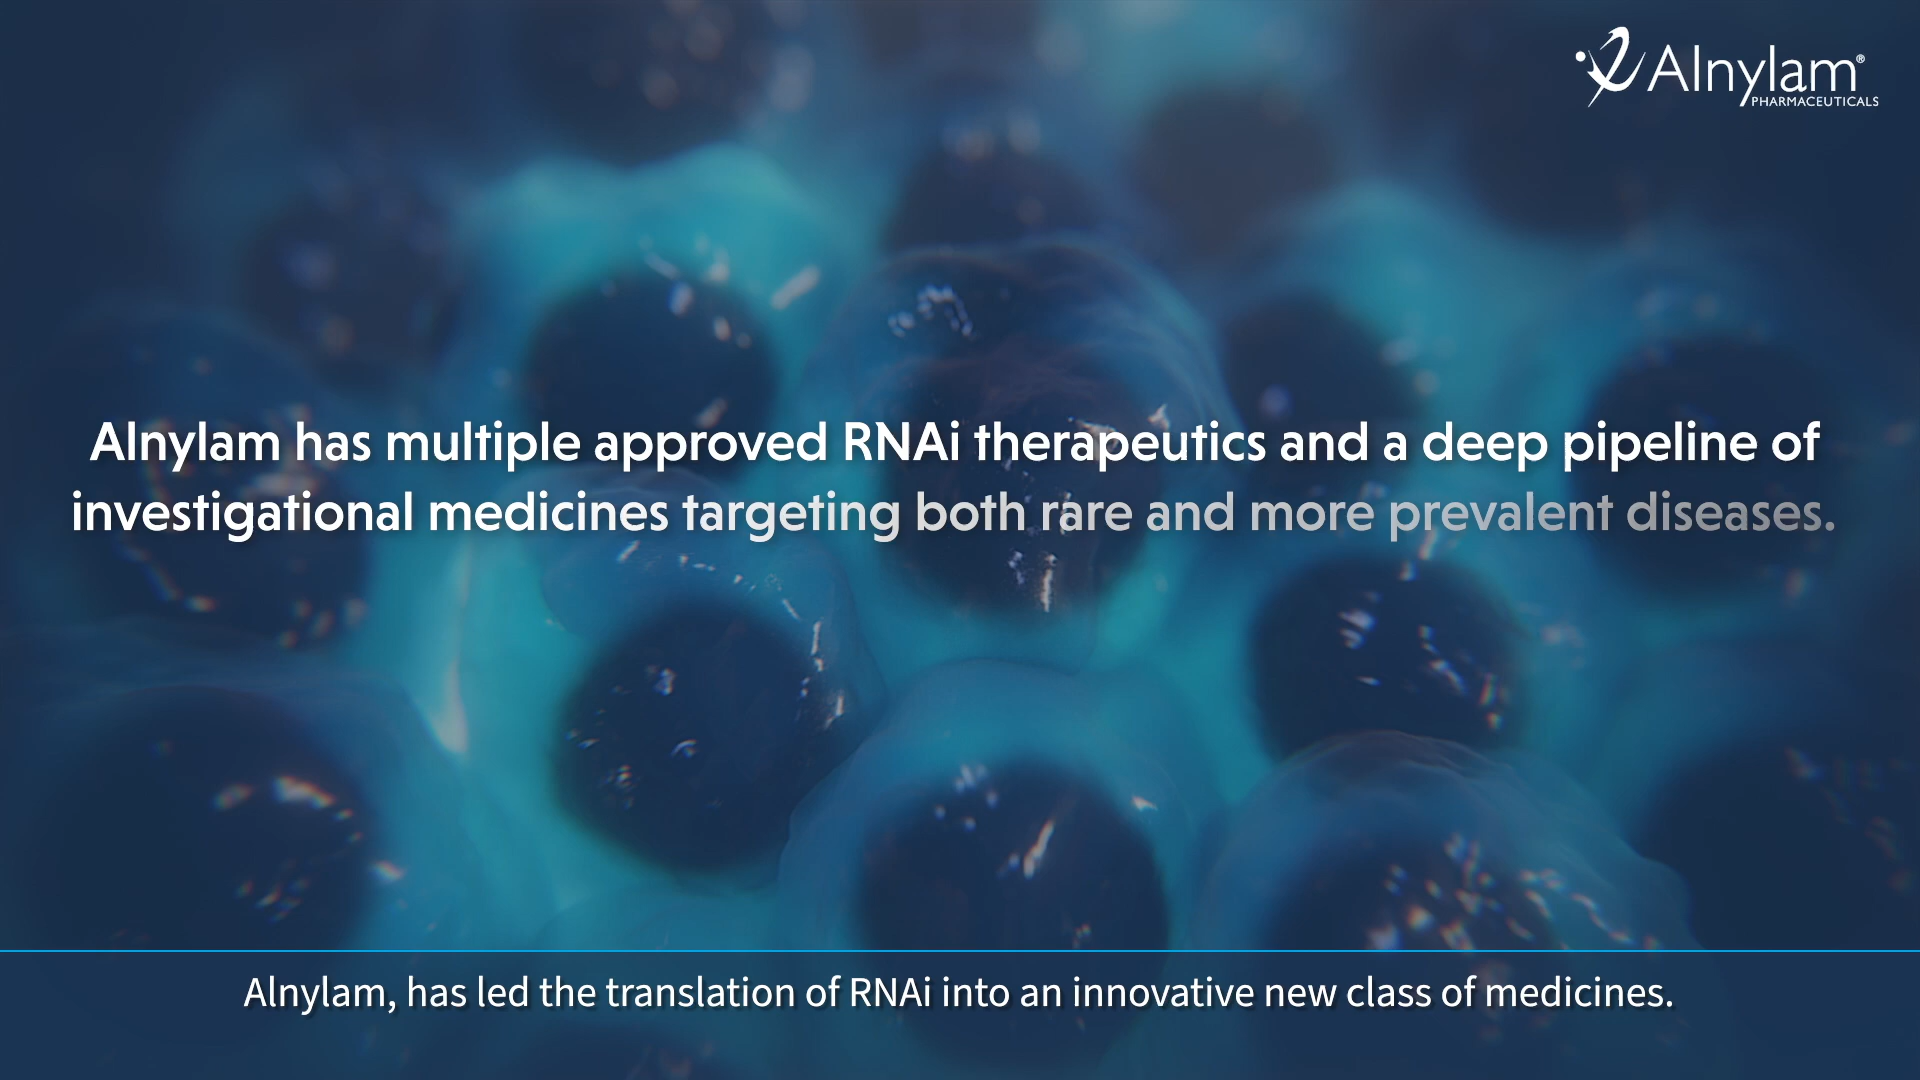 Alnylam®
PHARMACEUTICALS
Alnylam has multiple approved RNAi therapeutics and a deep pipeline of
investigational medicines targeting both rare and more prevalent diseases.
Alnylam, has led the translation of RNAi into an innovative new class of medicines.